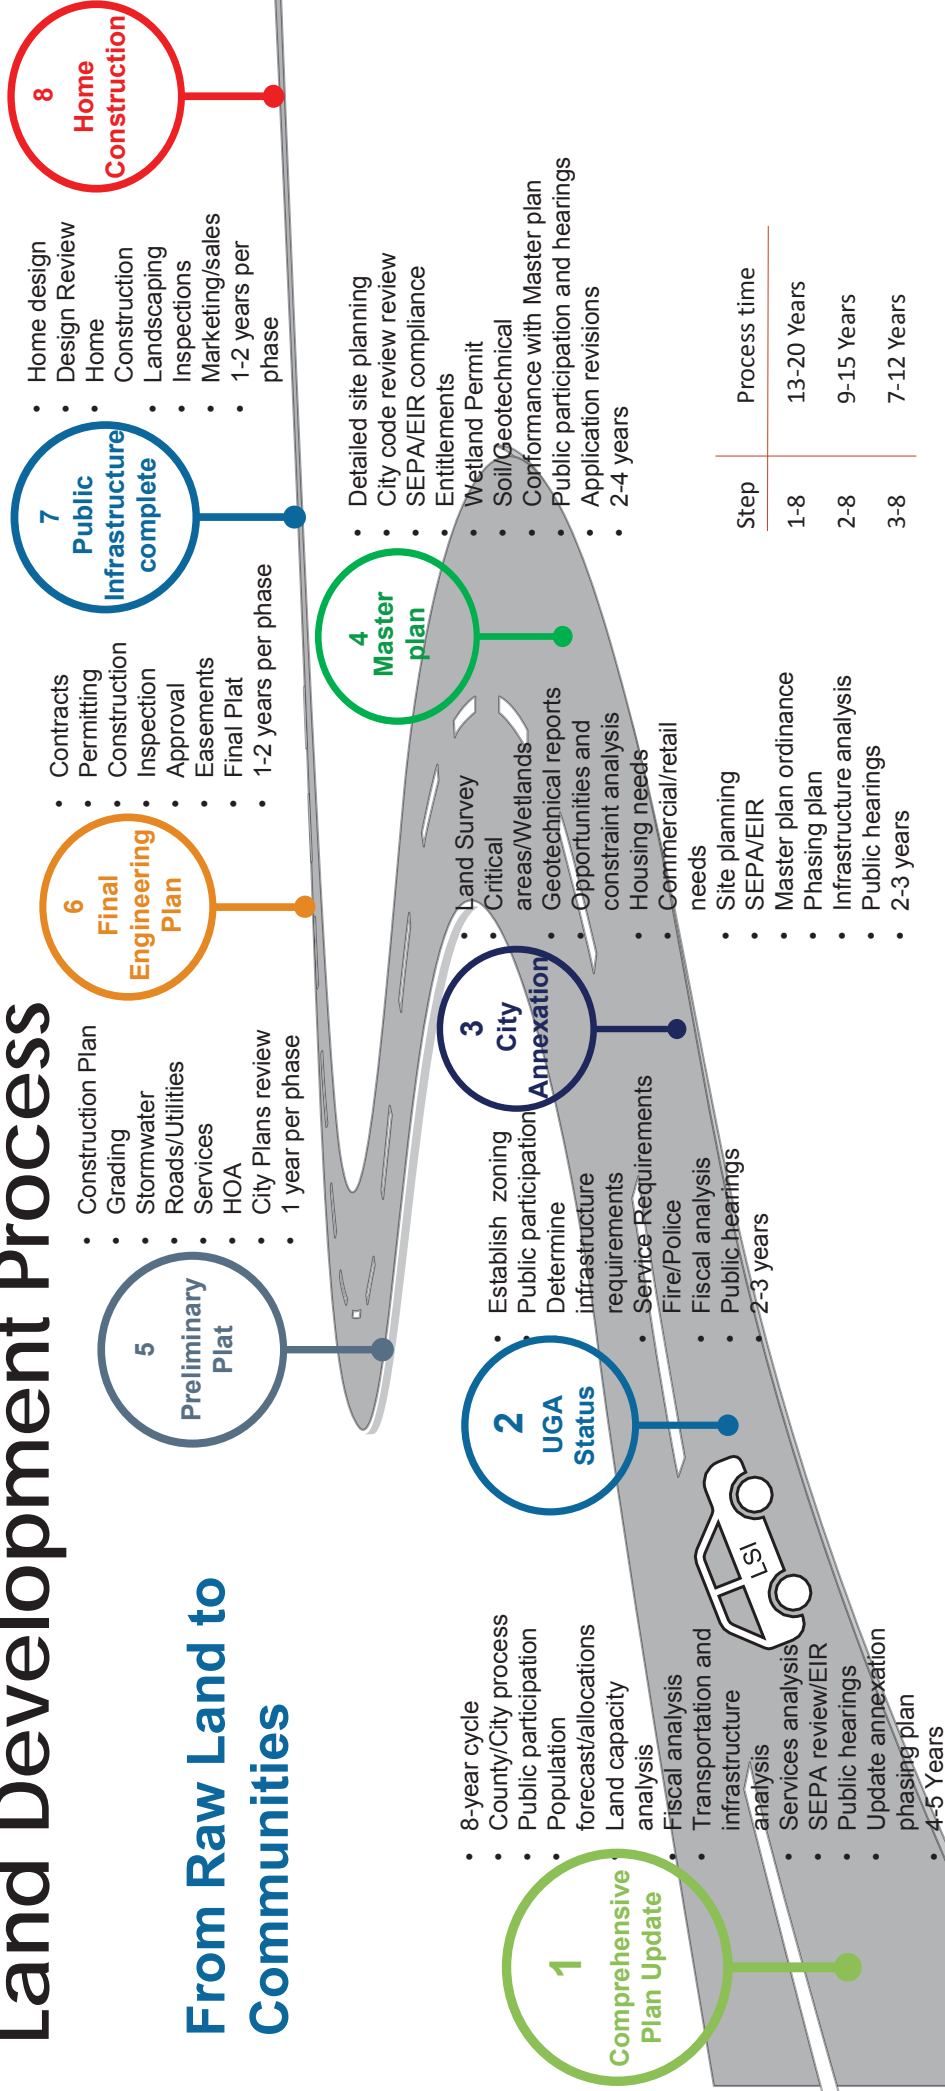 Land Development Process
From Raw Land to
Communities
1
Comprehensive
Plan Update
• 8-year cycle
• County/City process
• Public participation
• Population
forecast/allocations
• Land capacity
analysis
• Fiscal analysis
• Transportation and
infrastructure
analysis
• Services analysis
• SEPA review/EIR
• Public hearings
• Update annexation
phasing plan
• 4-5 Years
LSI
2
UGA
Status
• Establish zoning
• Public participation
• Determine
infrastructure
requirements
• Service Requirements
Fire/Police
• Fiscal analysis
• Public hearings
• 2-3 years
3
City
Annexation
• Land Survey
• Critical
areas/Wetlands
• Geotechnical reports
• Opportunities and
constraint analysis
• Housing needs
• Commercial/retail
needs
• Site planning
• SEPA/EIR
• Master plan ordinance
• Phasing plan
• Infrastructure analysis
• Public hearings
• 2-3 years
4
Master
plan
• Detailed site planning
• City code review review
• SEPA/EIR compliance
• Entitlements
• Wetland Permit
• Soil/Geotechnical
• Conformance with Master plan
• Public participation and hearings
• Application revisions
• 2-4 years
5
Preliminary
Plat
• Construction Plan
• Grading
• Stormwater
• Roads/Utilities
• Services
• HOA
• City Plans review
• 1 year per phase
6
Final
Engineering
Plan
• Contracts
• Permitting
• Construction
• Inspection
• Approval
• Easements
• Final Plat
• 1-2 years per phase
7
Public
Infrastructure
complete
• Home design
• Design Review
• Home
Construction
• Landscaping
• Inspections
• Marketing/sales
• 1-2 years per
phase
8
Home
Construction
Step Process time
1-8 13-20 Years
2-8 9-15 Years
3-8 7-12 Years